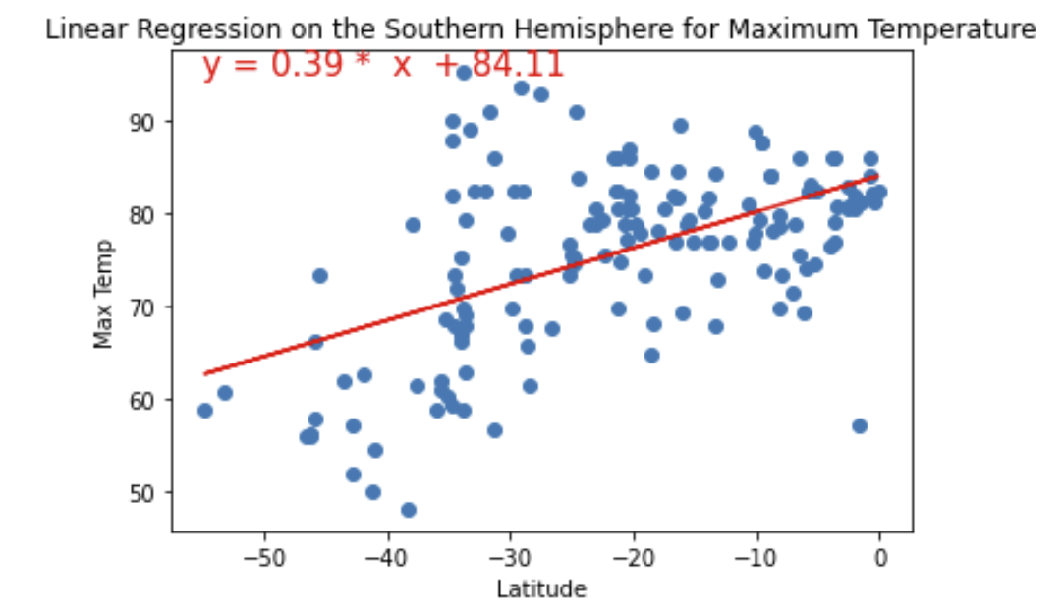 Linear Regression on the Southern Hemisphere for Maximum Temperature
y = 0.39 * x + 84.11
90
80
70
60
50
Max Temp
−50 −40 −30 −20 −10 0
Latitude